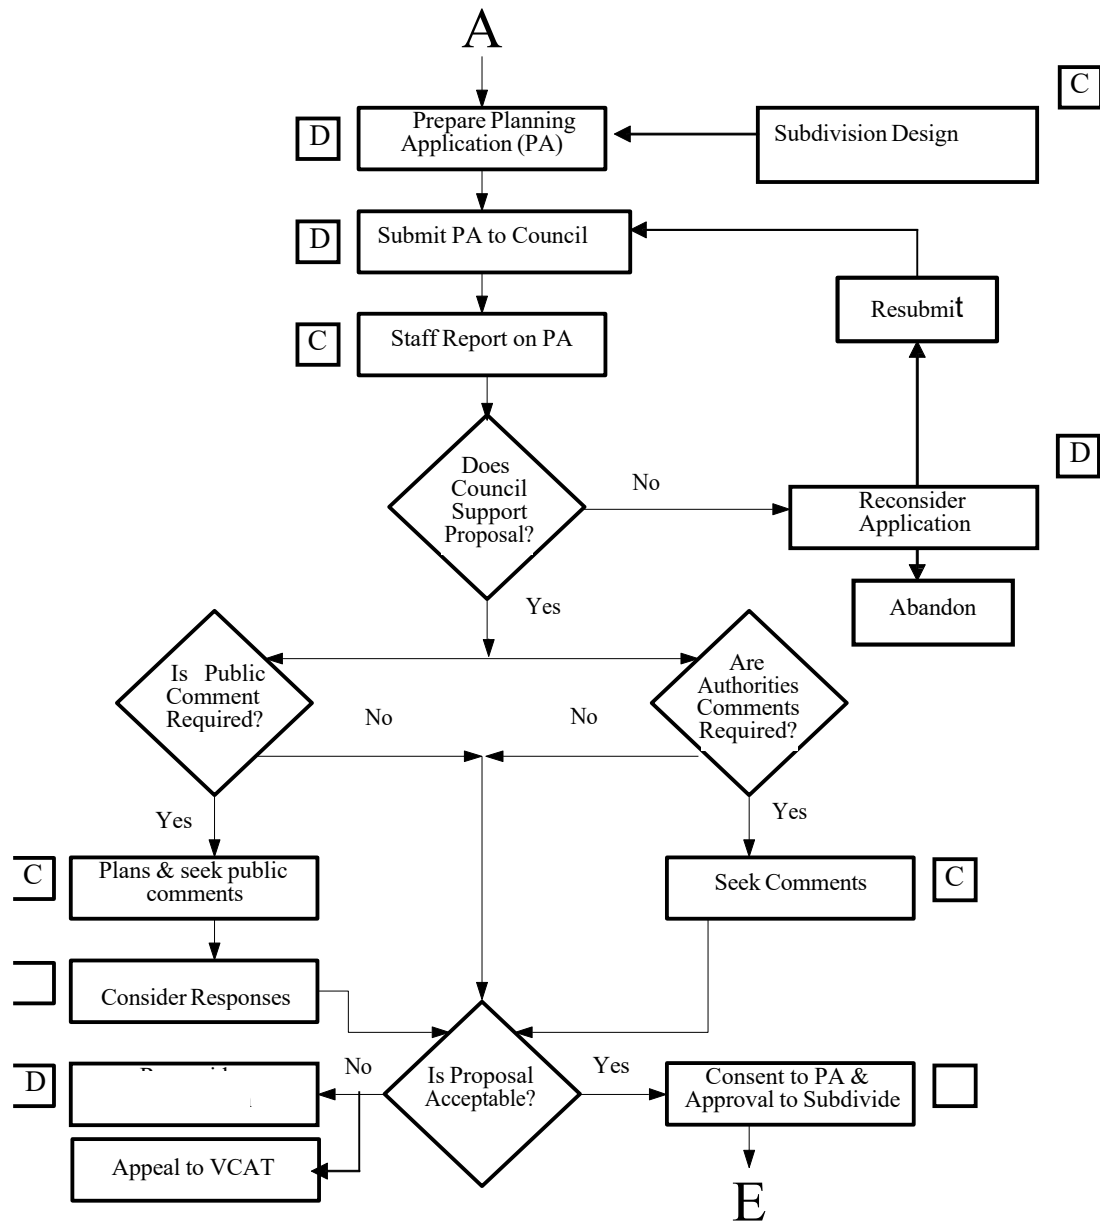 A
C
Prepare Planning
Application (PA)
D
Subdivision Design
D
Submit PA to Council
Resubmit
C
Staff Report on PA
Does
Council
Support
Proposal?
No
D
Reconsider
Application
Yes
Abandon
Is Public
Comment
Required?
Are
Authorities
Comments
Required?
No
No
Yes
Yes
C
Plans & seek public
comments
Seek Comments
C
Consider Responses
D
No
Yes
Is Proposal
Acceptable?
Consent to PA &
Approval to Subdivide
Appeal to VCAT
E